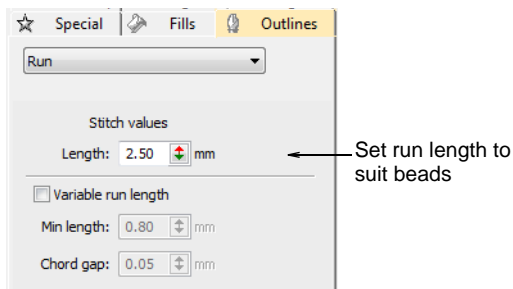 Special Fills Outlines
Run
Stitch values
Length: 2.50 mm
Set run length to
suit beads
Variable run length
Min length: 0.80 mm
Chord gap: 0.05 mm